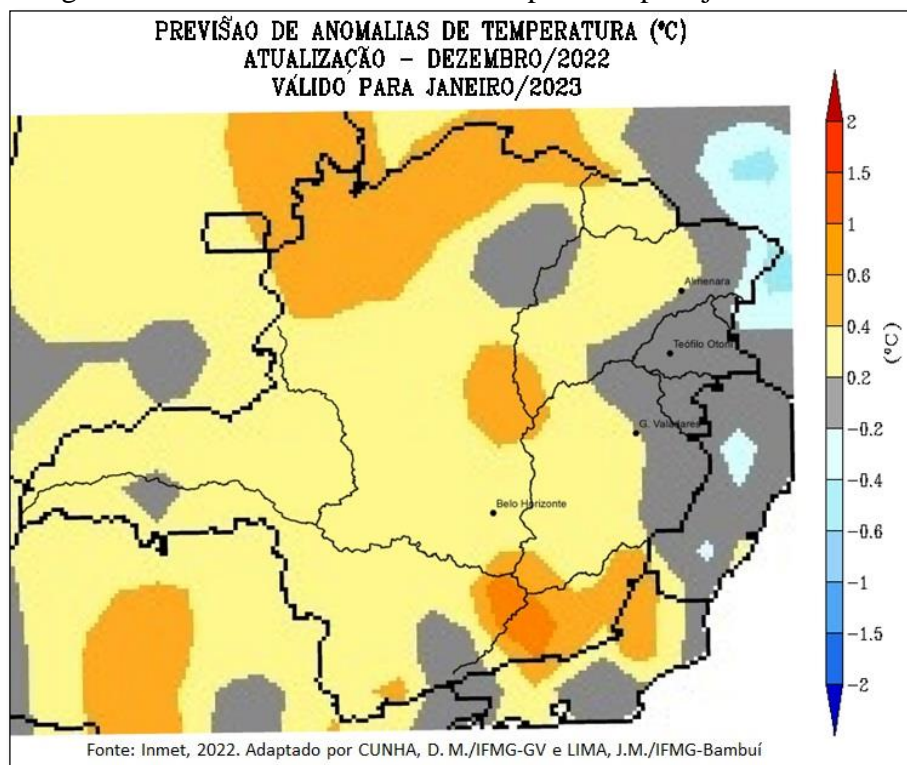 PREVISÃO DE ANOMALIAS DE TEMPERATURA (°C)
ATUALIZAÇÃO – DEZEMBRO/2022
VÁLIDO PARA JANEIRO/2023
2
1.5
1
0.6
0.4
0.2
-0.2
-0.4
-0.6
-1
-1.5
-2
(°C)
Almenara
Teófilo Otoni
G. Valadares
Belo Horizonte
Fonte: Inmet, 2022. Adaptado por CUNHA, D. M./IFMG-GV e LIMA, J.M./IFMG-Bambuí